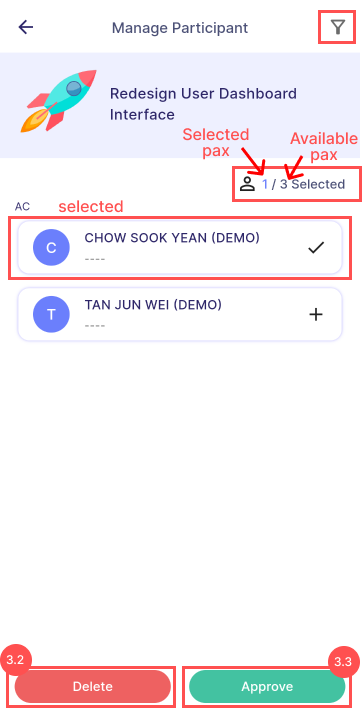 Manage Participant
Redesign User Dashboard
Interface
Selected
pax
Available
pax
1 / 3 Selected
AC
selected
C
CHOW SOOK YEAN (DEMO)
----
T
TAN JUN WEI (DEMO)
----
3.2
3.3
Delete
Approve